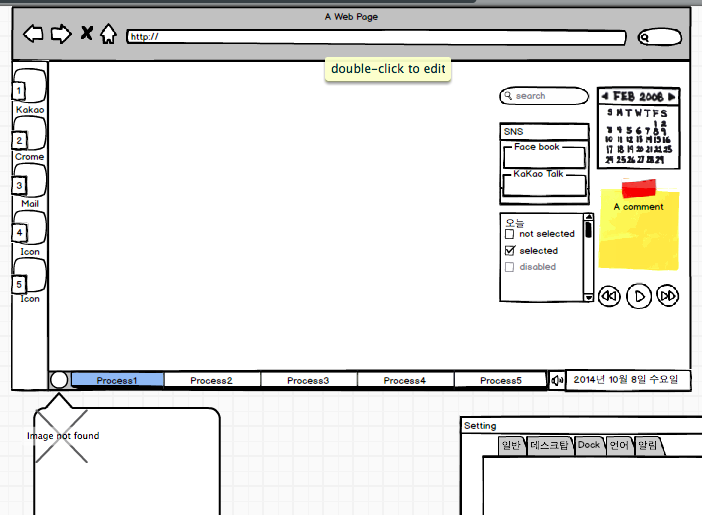 A Web Page
http://
double-click to edit
1
Kakao
2
Crome
3
Mail
4
Icon
5
Icon
search
SNS
Face book
KaKao Talk
오늘
not selected
selected
disabled
FEB 2008
S M T W T F S
1 2
3 4 5 6 7 8 9
10 11 12 13 14 15 16
17 18 19 20 21 22 23
24 25 26 27 28 29
A comment
Process1
Process2
Process3
Process4
Process5
2014년 10월 8일 수요일
Image not found
Setting
일반
데스크탑
Dock
언어
알림